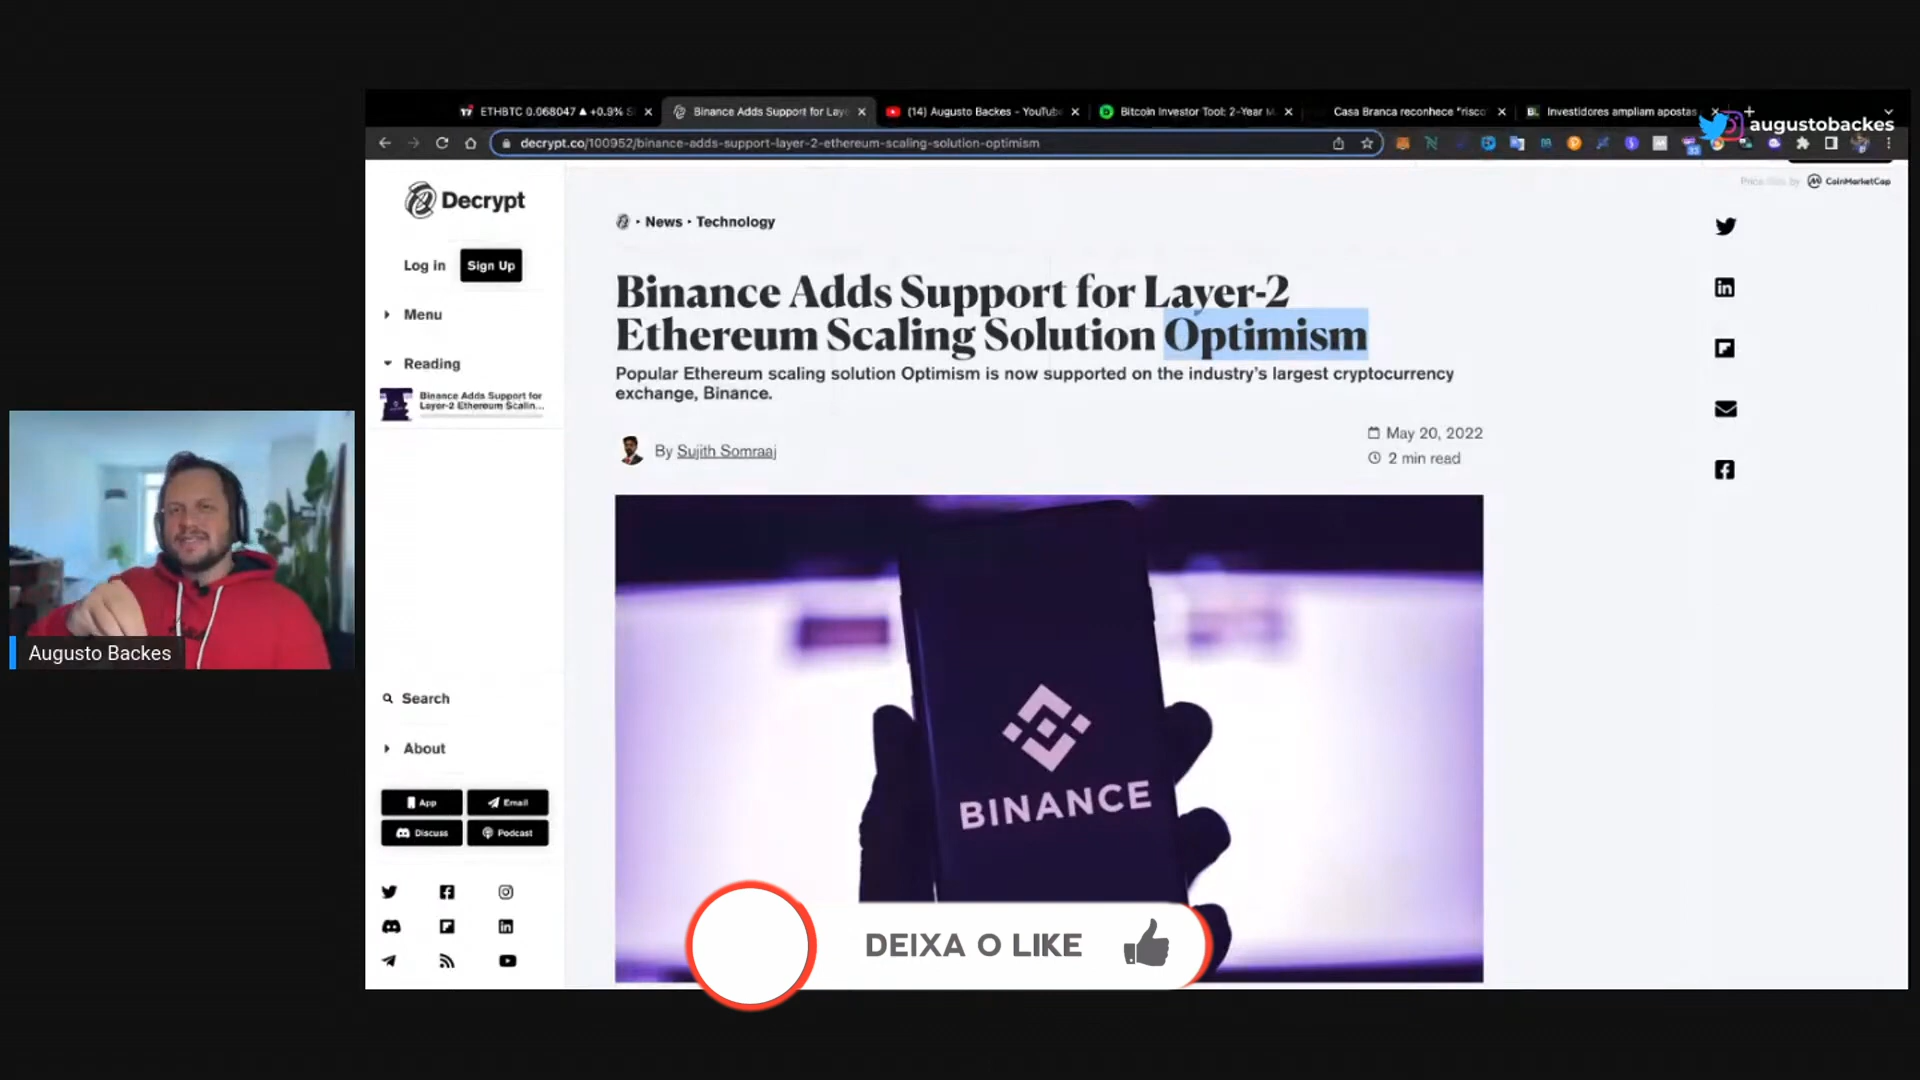 ETHBTC 0.068047 ▲ +0.9%
Binance Adds Support for Laye
(14) Augusto Backes - YouTube
Bitcoin Investor Tool: 2-Year M
Casa Branca reconhece "risco
Investidores ampliam apostas
augustobackes
decrypt.co/100952/binance-adds-support-layer-2-ethereum-scaling-solution-optimism
Price data by CoinMarketCap
Decrypt
Log in Sign Up
Menu
Reading
Binance Adds Support for
Layer-2 Ethereum Scalin...
Search
About
App Email
Discuss Podcast
• News • Technology
Binance Adds Support for Layer-2
Ethereum Scaling Solution Optimism
Popular Ethereum scaling solution Optimism is now supported on the industry's largest cryptocurrency
exchange, Binance.
By Sujith Somraaj
May 20, 2022
2 min read
BINANCE
DEIXA O LIKE
Augusto Backes